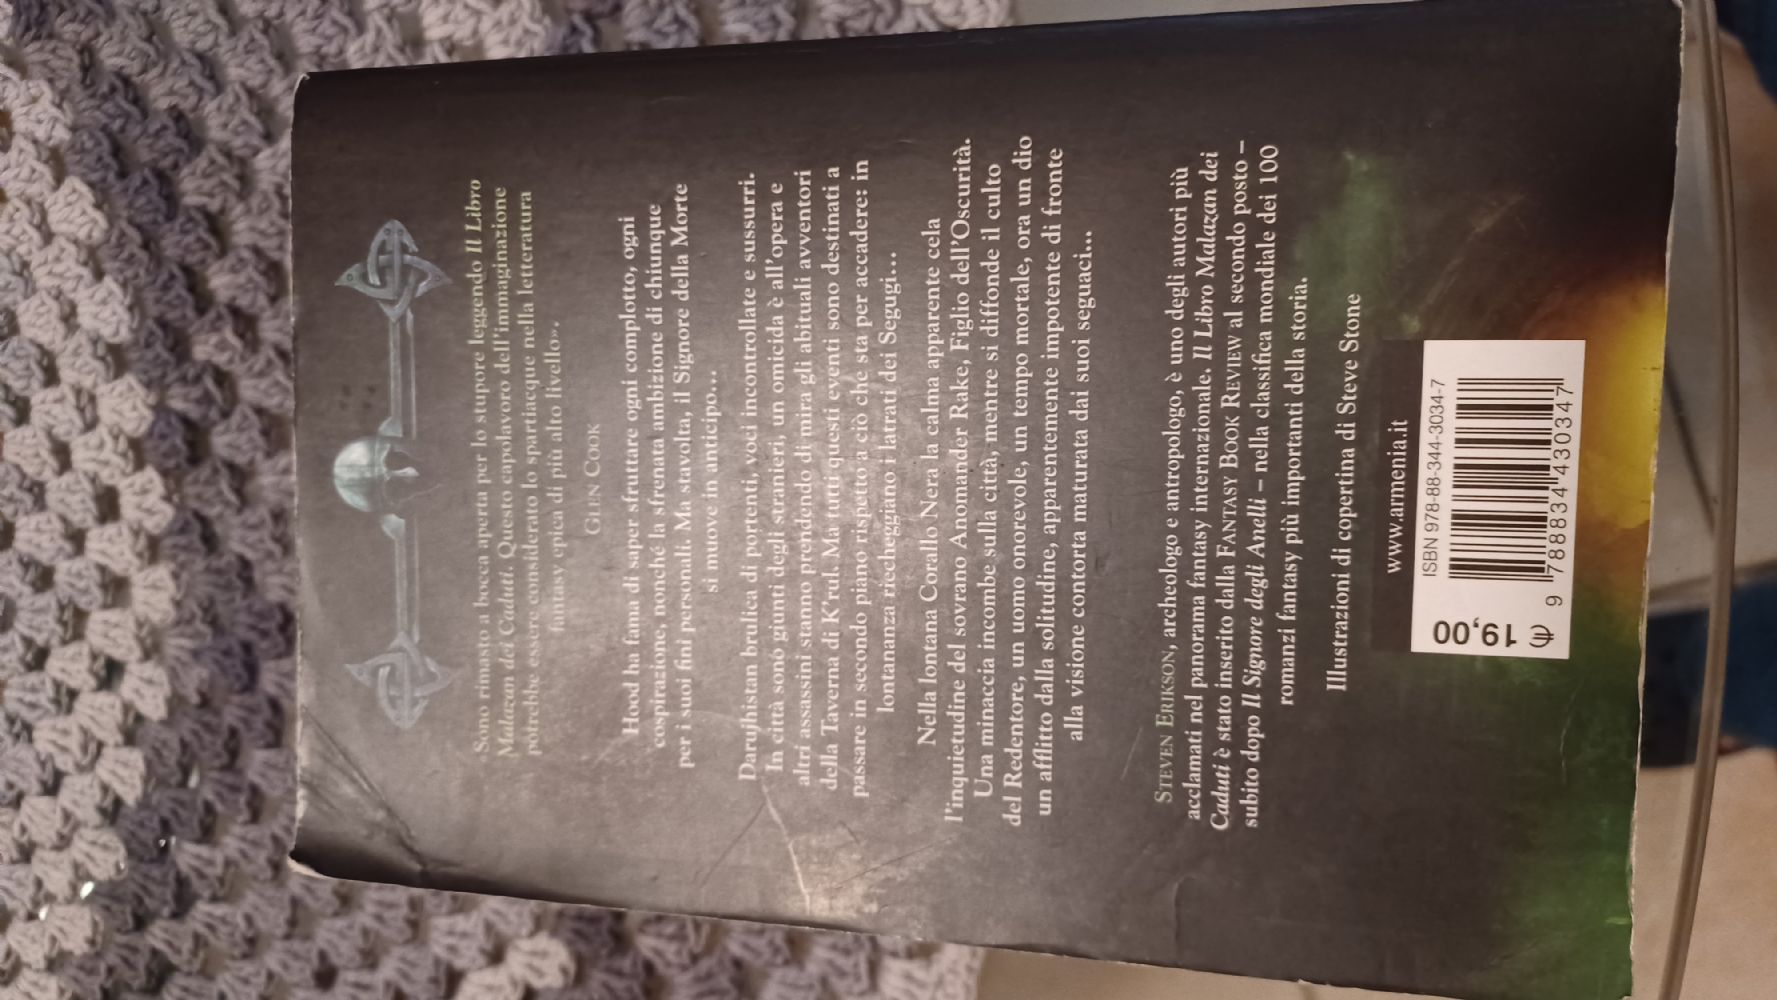 Sono rimasto a bocca aperta per lo stupore leggendo Il Libro
Malazan dei Caduti. Questo capolavoro dell'immaginazione
potrebbe essere considerato lo spartiacque nella letteratura
fantasy epica di più alto livello».
GLEN COOK
Hood ha fama di saper sfruttare ogni complotto, ogni
cospirazione, nonché la sfrenata ambizione di chiunque
per i suoi fini personali. Ma stavolta, il Signore della Morte
si muove in anticipo...
Darujhistan brulica di portenti, voci incontrollate e sussurri.
In città sono giunti degli stranieri, un omicida è all'opera e
altri assassini stanno prendendo di mira gli abituali avventori
della Taverna di K'rul. Ma tutti questi eventi sono destinati a
passare in secondo piano rispetto a ciò che sta per accadere: in
lontananza riecheggiano i latrati dei Segugi...
Nella lontana Corallo Nera la calma apparente cela
l'inquietudine del sovrano Anomander Rake, Figlio dell'Oscurità.
Una minaccia incombe sulla città, mentre si diffonde il culto
del Redentore, un uomo onorevole, un tempo mortale, ora un dio
un afflitto dalla solitudine, apparentemente impotente di fronte
alla visione contorta maturata dai suoi seguaci...
STEVEN ERIKSON, archeologo e antropologo, è uno degli autori più
acclamati nel panorama fantasy internazionale. Il Libro Malazan dei
Caduti è stato inserito dalla FANTASY BOOK REVIEW al secondo posto –
subito dopo Il Signore degli Anelli – nella classifica mondiale dei 100
romanzi fantasy più importanti della storia.
Illustrazioni di copertina di Steve Stone
www.armenia.it
ISBN 978-88-344-3034-7
9 788834 430347
€ 19,00